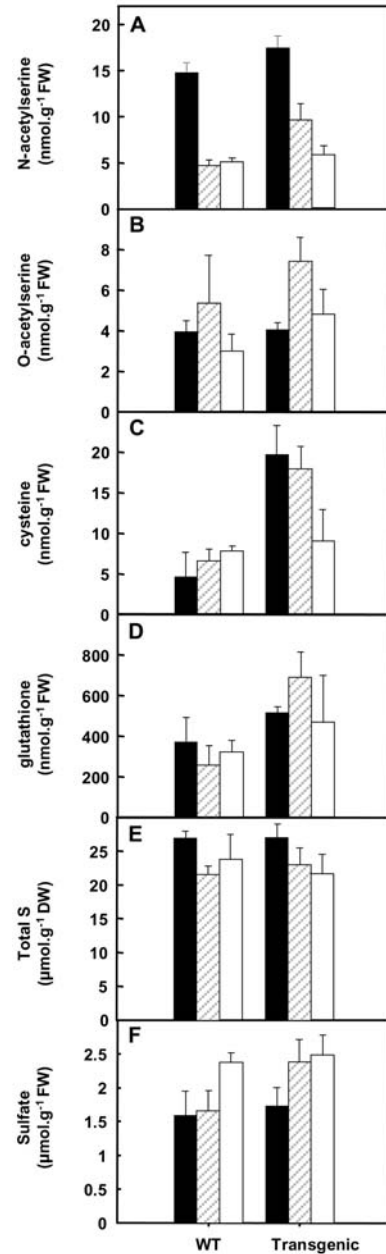 A
N-acetylserine
(nmol.g-1 FW)
20
15
10
5
0
B
O-acetylserine
(nmol.g-1 FW)
8
6
4
2
0
C
cysteine
(nmol.g-1 FW)
20
15
10
5
0
D
glutathione
(nmol.g-1 FW)
800
600
400
200
0
E
Total S
(µmol.g-1 DW)
25
20
15
10
5
0
F
Sulfate
(µmol.g-1 FW)
2.5
2
1.5
1
0.5
0
WT Transgenic